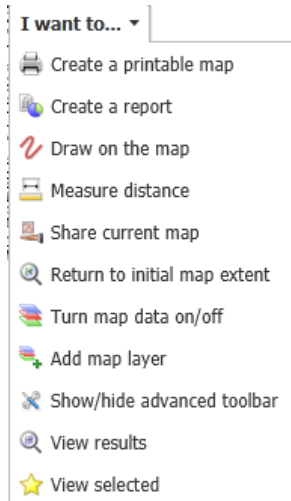 I want to...
Create a printable map
Create a report
Draw on the map
Measure distance
Share current map
Return to initial map extent
Turn map data on/off
Add map layer
Show/hide advanced toolbar
View results
View selected